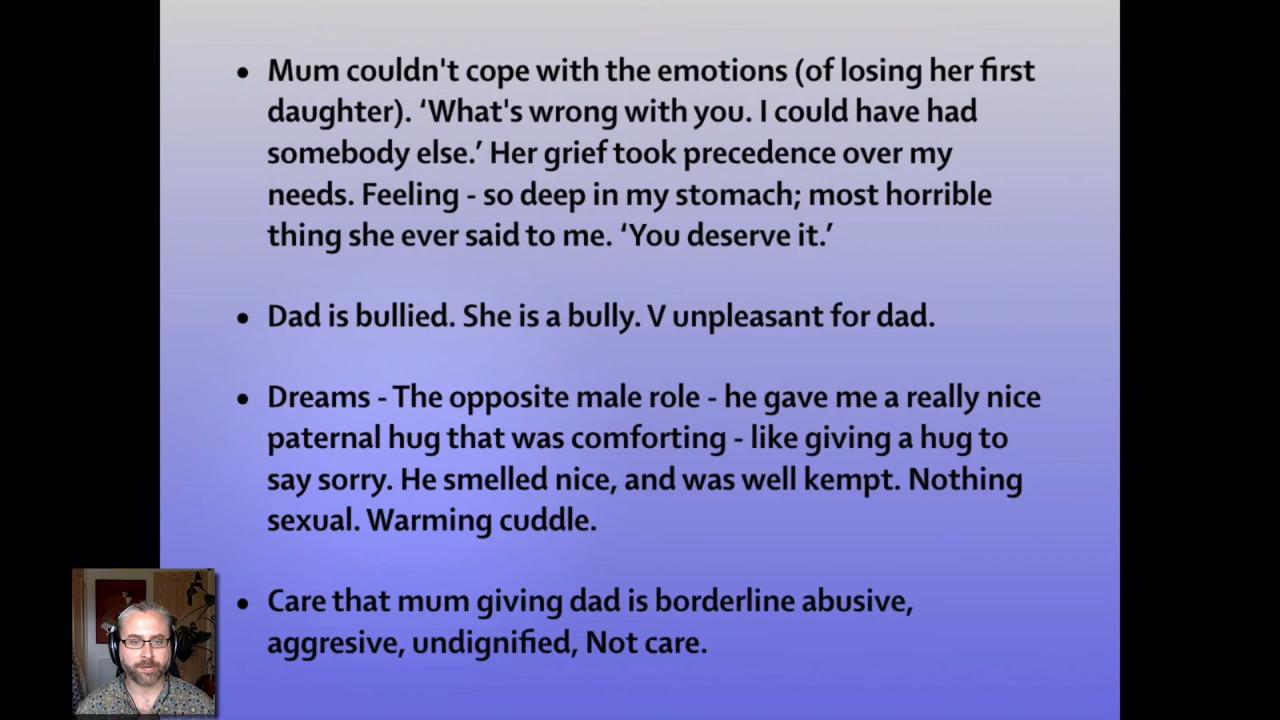 • Mum couldn't cope with the emotions (of losing her first
daughter). ‘What's wrong with you. I could have had
somebody else.’ Her grief took precedence over my
needs. Feeling - so deep in my stomach; most horrible
thing she ever said to me. ‘You deserve it.’
• Dad is bullied. She is a bully. V unpleasant for dad.
• Dreams - The opposite male role - he gave me a really nice
paternal hug that was comforting - like giving a hug to
say sorry. He smelled nice, and was well kempt. Nothing
sexual. Warming cuddle.
• Care that mum giving dad is borderline abusive,
aggresive, undignified, Not care.